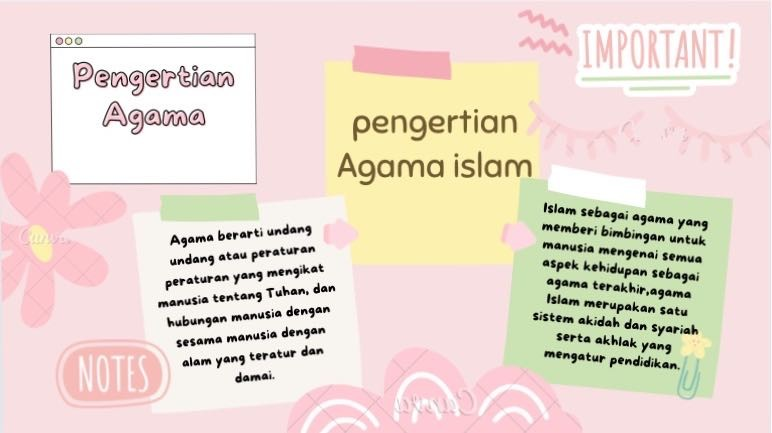 Pengertian
Agama
IMPORTANT!
pengertian
Agama islam
Agama berarti undang
undang atau peraturan
peraturan yang mengikat
manusia tentang Tuhan, dan
hubungan manusia dengan
sesama manusia dengan
alam yang teratur dan
damai.
Islam sebagai agama yang
memberi bimbingan untuk
manusia mengenai semua
aspek kehidupan sebagai
agama terakhir,agama
Islam merupakan satu
sistem akidah dan syariah
serta akhlak yang
mengatur pendidikan.
NOTES
Canva
Canva